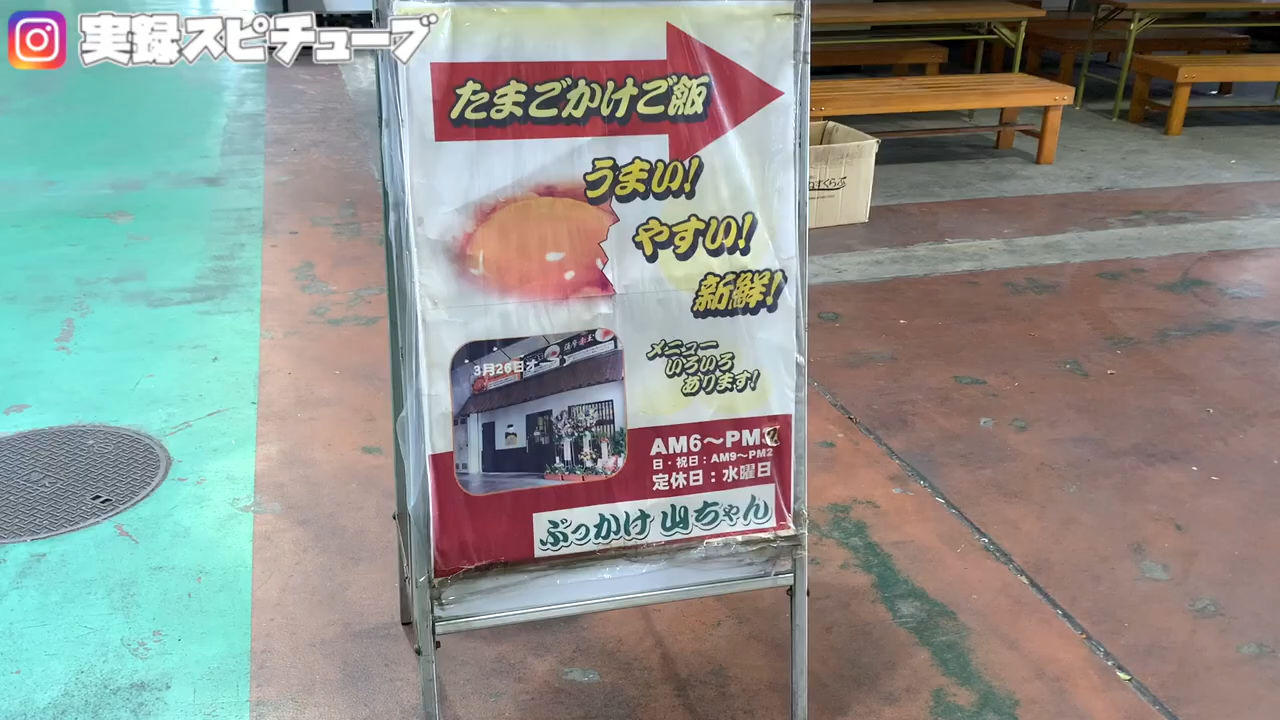 実録スピチューブ
たまごかけご飯
うまい!
やすい!
新鮮!
3月26日オ
メニュー
いろいろ
あります!
AM6〜PM2
日・祝日:AM9〜PM2
定休日:水曜日
ぶっかけ 山ちゃん